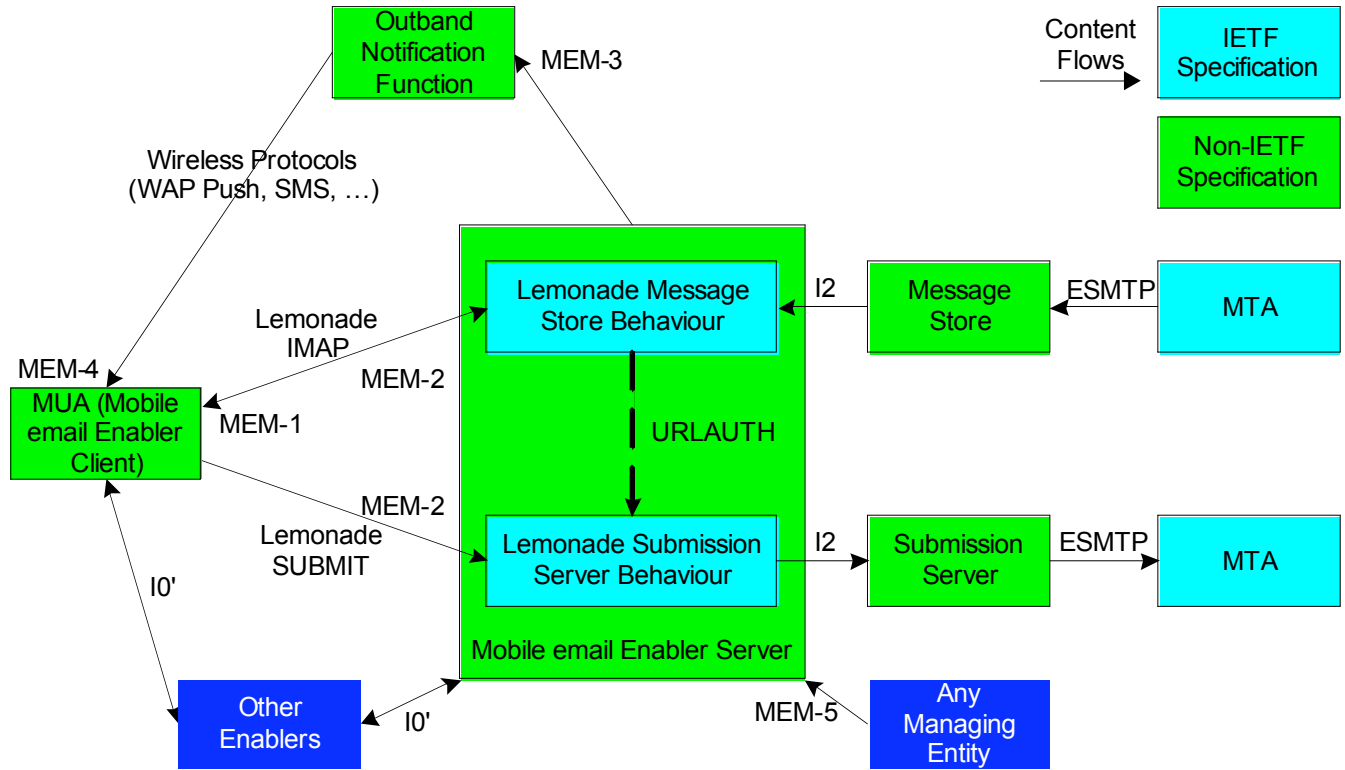 Outband
Notification
Function
MEM-3
Content
Flows
IETF
Specification
Non-IETF
Specification
Wireless Protocols
(WAP Push, SMS, …)
Lemonade Message
Store Behaviour
I2
Message
Store
ESMTP
MTA
Lemonade
IMAP
MEM-2
MEM-4
MUA (Mobile
email Enabler
Client)
MEM-1
URLAUTH
MEM-2
Lemonade
SUBMIT
Lemonade Submission
Server Behaviour
I2
Submission
Server
ESMTP
MTA
I0'
Mobile email Enabler Server
Other
Enablers
I0'
MEM-5
Any
Managing
Entity